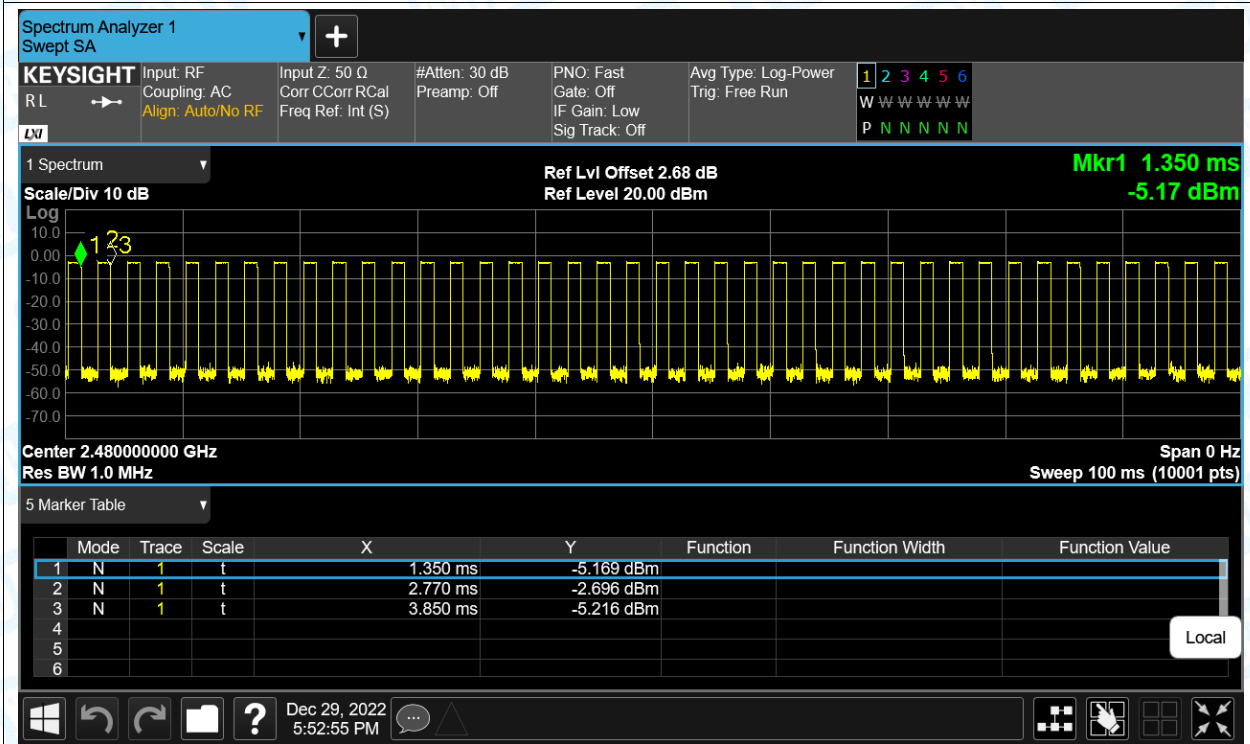 Spectrum Analyzer 1
Swept SA
KEYSIGHT
R L
LXI
Input: RF
Coupling: AC
Align: Auto/No RF
Input Z: 50 Ω
Corr CCorr RCal
Freq Ref: Int (S)
#Atten: 30 dB
Preamp: Off
PNO: Fast
Gate: Off
IF Gain: Low
Sig Track: Off
Avg Type: Log-Power
Trig: Free Run
1 2 3 4 5 6
W W W W W W
P N N N N N
1 Spectrum
Scale/Div 10 dB
Ref Lvl Offset 2.68 dB
Ref Level 20.00 dBm
Mkr1 1.350 ms
-5.17 dBm
Log
10.0
0.00
-10.0
-20.0
-30.0
-40.0
-50.0
-60.0
-70.0
1 2 3
Center 2.480000000 GHz
Res BW 1.0 MHz
Span 0 Hz
Sweep 100 ms (10001 pts)
5 Marker Table
Mode Trace Scale X Y Function Function Width Function Value
1 N 1 t 1.350 ms -5.169 dBm
2 N 1 t 2.770 ms -2.696 dBm
3 N 1 t 3.850 ms -5.216 dBm
4
5
6
Local
?
Dec 29, 2022
5:52:55 PM